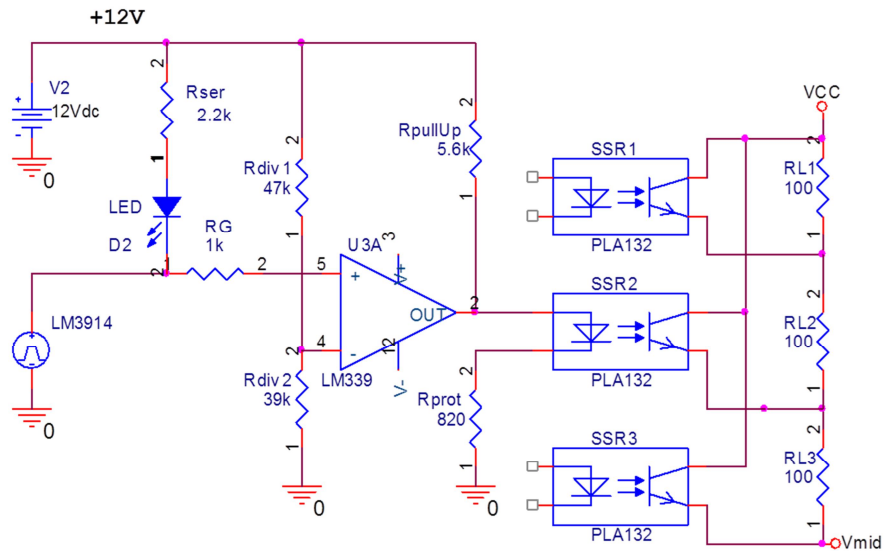 +12V
V2
12Vdc
+
-
0
2
Rser
2.2k
1
LED
D2
1
2
RG
1k
2
LM3914
+
-
0
2
Rdiv1
47k
1
U3A
3
V+
5
+
OUT
2
4
-
12
V-
LM339
2
Rdiv2
39k
1
0
2
RpullUp
5.6k
1
2
Rprot
820
1
0
SSR1
PLA132
SSR2
PLA132
SSR3
PLA132
VCC
2
RL1
100
1
2
RL2
100
1
2
RL3
100
1
Vmid